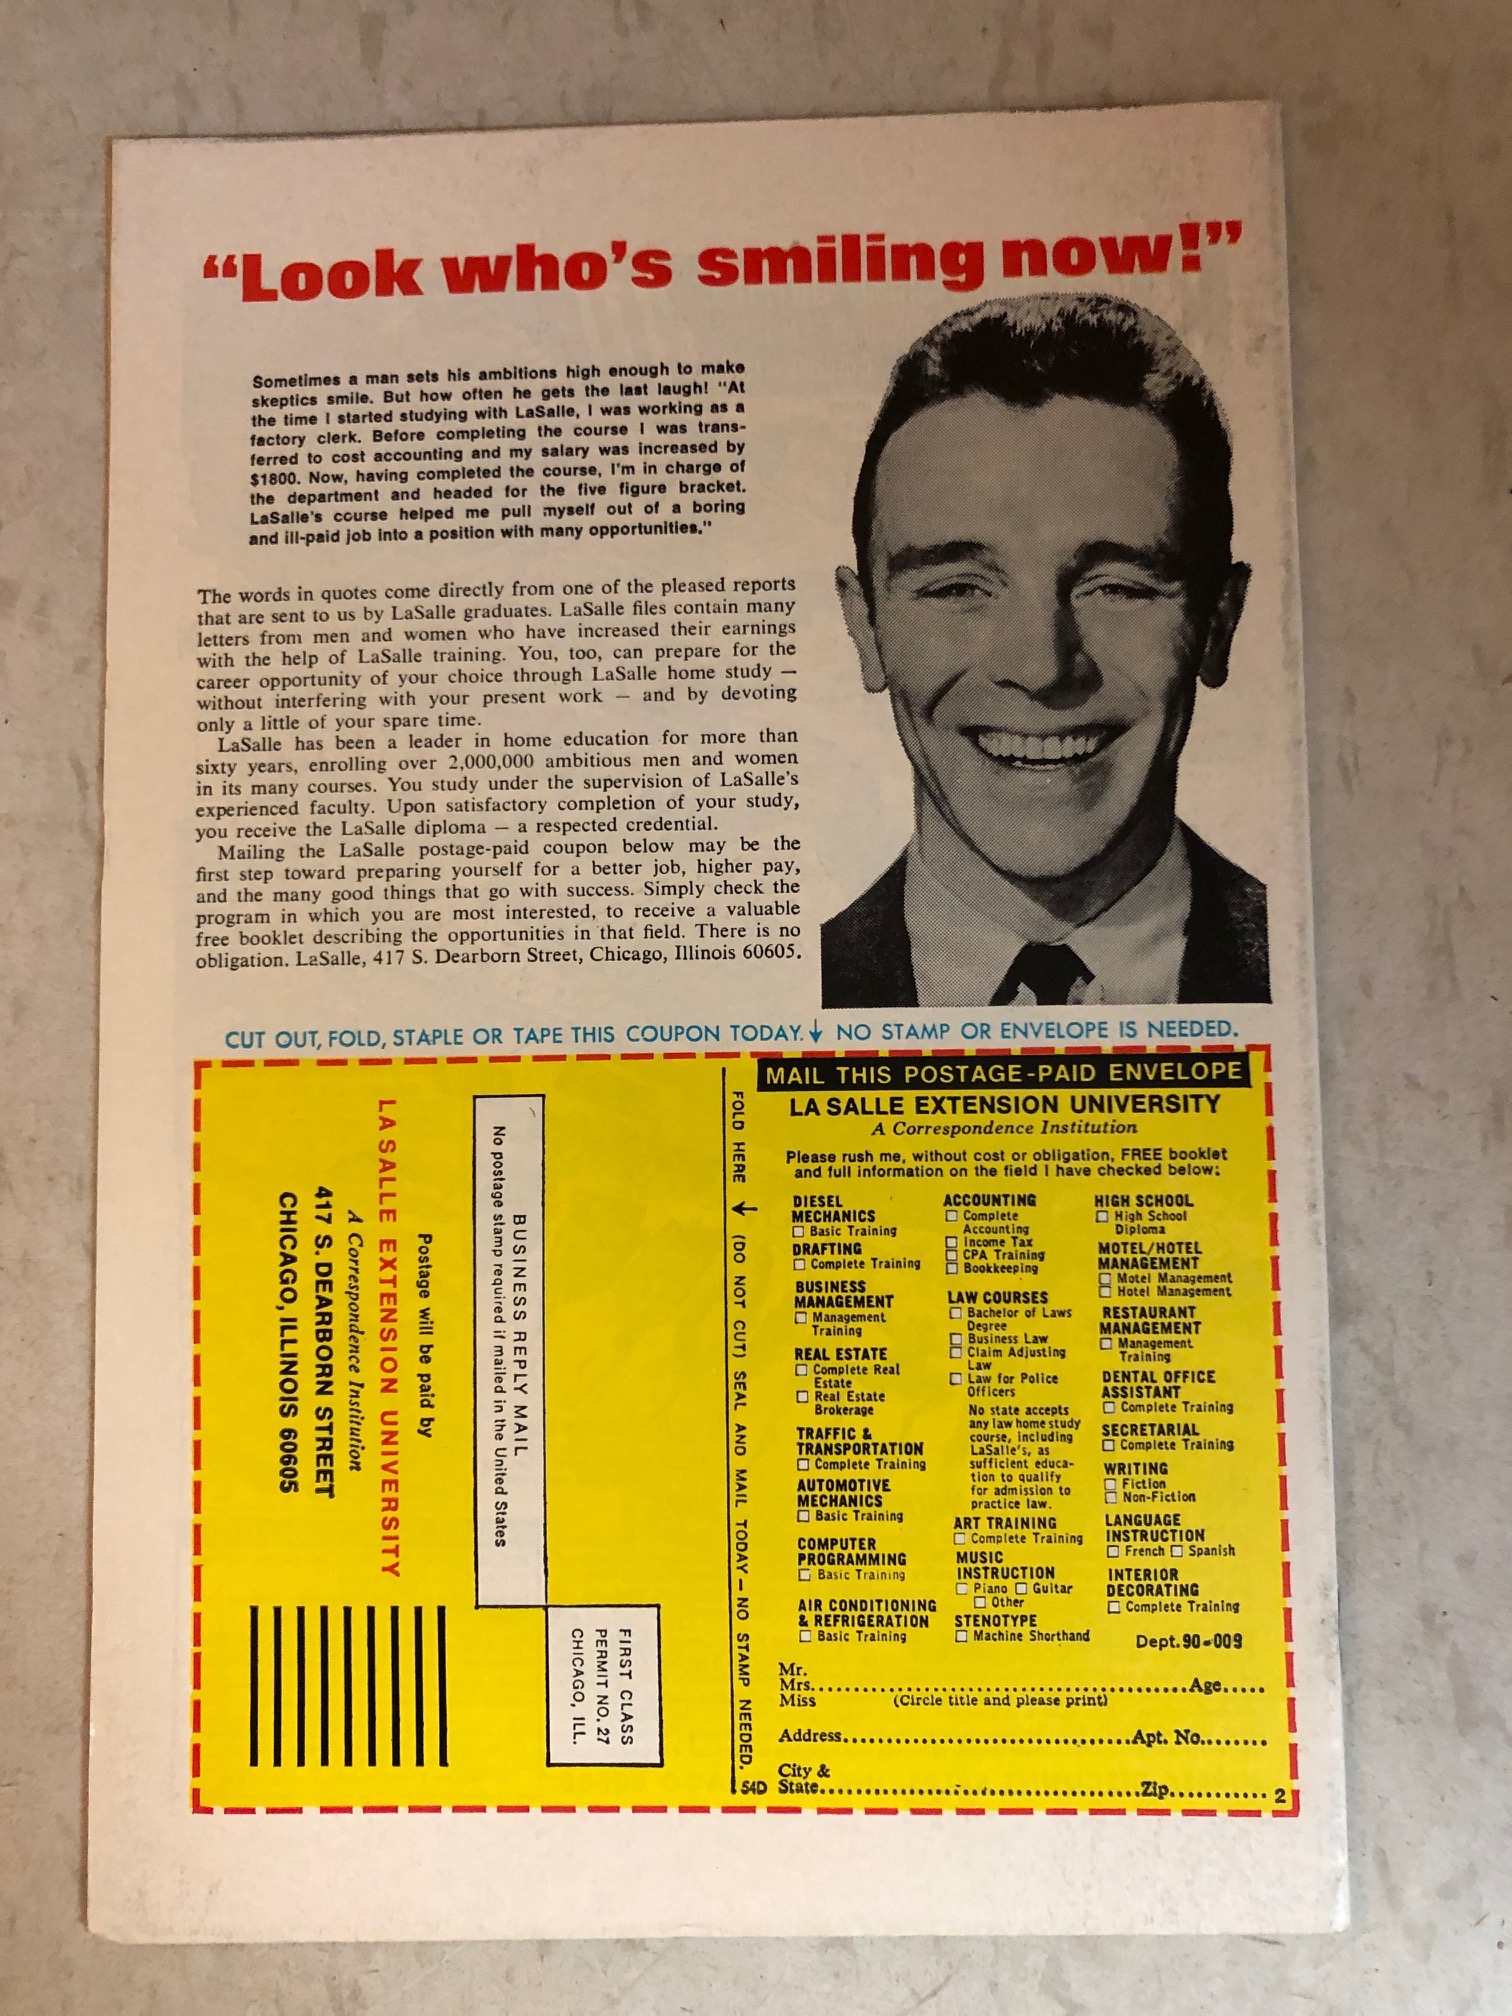 “Look who’s smiling now!”
Sometimes a man sets his ambitions high enough to make
skeptics smile. But how often he gets the last laugh! “At
the time I started studying with LaSalle, I was working as a
factory clerk. Before completing the course I was trans-
ferred to cost accounting and my salary was increased by
$1800. Now, having completed the course, I’m in charge of
the department and headed for the five figure bracket.
LaSalle’s course helped me pull myself out of a boring
and ill-paid job into a position with many opportunities.”
The words in quotes come directly from one of the pleased reports
that are sent to us by LaSalle graduates. LaSalle files contain many
letters from men and women who have increased their earnings
with the help of LaSalle training. You, too, can prepare for the
career opportunity of your choice through LaSalle home study —
without interfering with your present work — and by devoting
only a little of your spare time.
LaSalle has been a leader in home education for more than
sixty years, enrolling over 2,000,000 ambitious men and women
in its many courses. You study under the supervision of LaSalle’s
experienced faculty. Upon satisfactory completion of your study,
you receive the LaSalle diploma — a respected credential.
Mailing the LaSalle postage-paid coupon below may be the
first step toward preparing yourself for a better job, higher pay,
and the many good things that go with success. Simply check the
program in which you are most interested, to receive a valuable
free booklet describing the opportunities in that field. There is no
obligation. LaSalle, 417 S. Dearborn Street, Chicago, Illinois 60605.
CUT OUT, FOLD, STAPLE OR TAPE THIS COUPON TODAY. ↓ NO STAMP OR ENVELOPE IS NEEDED.
FIRST CLASS
PERMIT NO. 27
CHICAGO, ILL.
BUSINESS REPLY MAIL
No postage stamp required if mailed in the United States
Postage will be paid by
LA SALLE EXTENSION UNIVERSITY
A Correspondence Institution
417 S. DEARBORN STREET
CHICAGO, ILLINOIS 60605
FOLD HERE ↓ (DO NOT CUT) SEAL AND MAIL TODAY — NO STAMP NEEDED.
54D
MAIL THIS POSTAGE-PAID ENVELOPE
LA SALLE EXTENSION UNIVERSITY
A Correspondence Institution
Please rush me, without cost or obligation, FREE booklet
and full information on the field I have checked below:
DIESEL
MECHANICS
☐ Basic Training
DRAFTING
☐ Complete Training
BUSINESS
MANAGEMENT
☐ Management
Training
REAL ESTATE
☐ Complete Real
Estate
☐ Real Estate
Brokerage
TRAFFIC &
TRANSPORTATION
☐ Complete Training
AUTOMOTIVE
MECHANICS
☐ Basic Training
COMPUTER
PROGRAMMING
☐ Basic Training
AIR CONDITIONING
& REFRIGERATION
☐ Basic Training
ACCOUNTING
☐ Complete
Accounting
☐ Income Tax
☐ CPA Training
☐ Bookkeeping
LAW COURSES
☐ Bachelor of Laws
Degree
☐ Business Law
☐ Claim Adjusting
Law
☐ Law for Police
Officers
No state accepts
any law home study
course, including
LaSalle’s, as
sufficient educa-
tion to qualify
for admission to
practice law.
ART TRAINING
☐ Complete Training
MUSIC
INSTRUCTION
☐ Piano ☐ Guitar
☐ Other
STENOTYPE
☐ Machine Shorthand
HIGH SCHOOL
☐ High School
Diploma
MOTEL/HOTEL
MANAGEMENT
☐ Motel Management
☐ Hotel Management
RESTAURANT
MANAGEMENT
☐ Management
Training
DENTAL OFFICE
ASSISTANT
☐ Complete Training
SECRETARIAL
☐ Complete Training
WRITING
☐ Fiction
☐ Non-Fiction
LANGUAGE
INSTRUCTION
☐ French ☐ Spanish
INTERIOR
DECORATING
☐ Complete Training
Dept. 90-009
Mr.
Mrs. Age
Miss (Circle title and please print)
Address Apt. No.
City &
State Zip 2